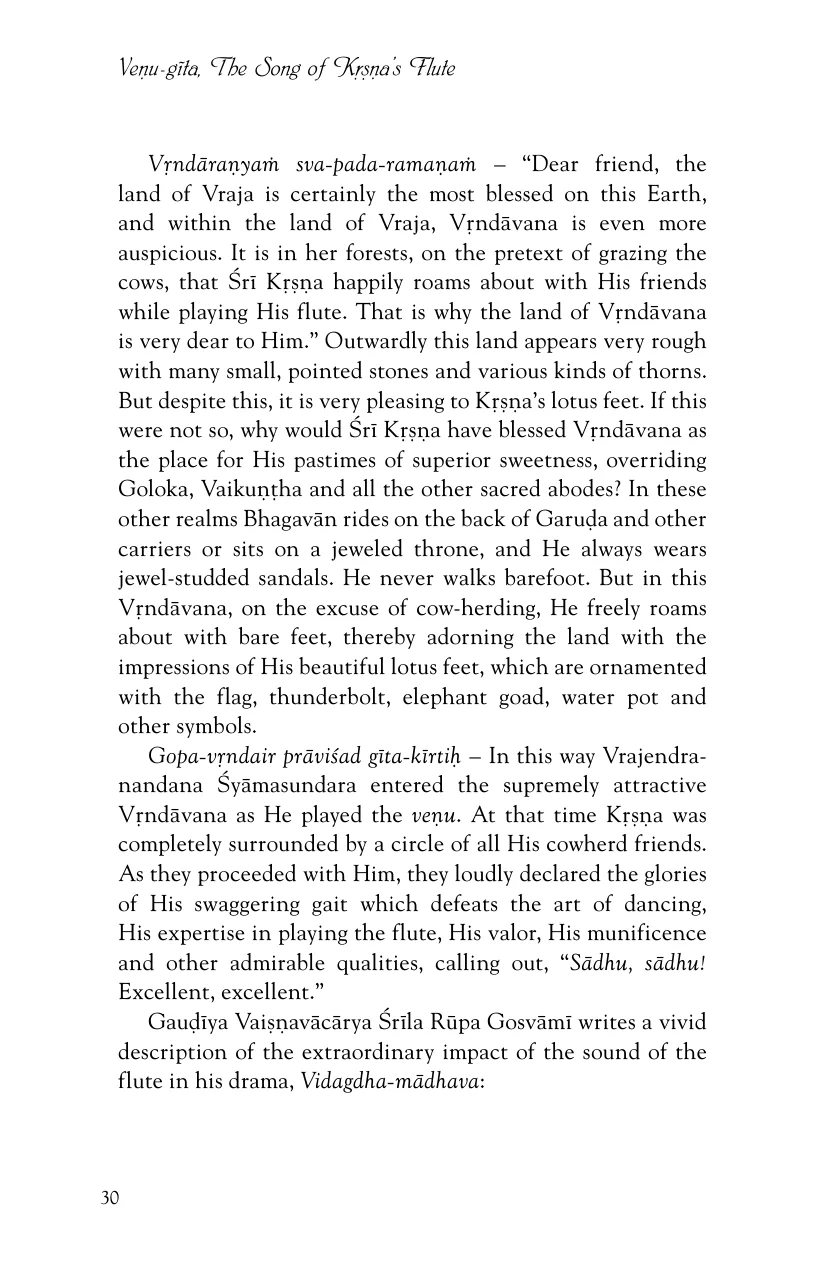 Veṇu-gīta, The Song of Kṛṣṇa's Flute
Vṛndāraṇyaṁ sva-pada-ramaṇaṁ – “Dear friend, the
land of Vraja is certainly the most blessed on this Earth,
and within the land of Vraja, Vṛndāvana is even more
auspicious. It is in her forests, on the pretext of grazing the
cows, that Śrī Kṛṣṇa happily roams about with His friends
while playing His flute. That is why the land of Vṛndāvana
is very dear to Him.” Outwardly this land appears very rough
with many small, pointed stones and various kinds of thorns.
But despite this, it is very pleasing to Kṛṣṇa’s lotus feet. If this
were not so, why would Śrī Kṛṣṇa have blessed Vṛndāvana as
the place for His pastimes of superior sweetness, overriding
Goloka, Vaikuṇṭha and all the other sacred abodes? In these
other realms Bhagavān rides on the back of Garuḍa and other
carriers or sits on a jeweled throne, and He always wears
jewel-studded sandals. He never walks barefoot. But in this
Vṛndāvana, on the excuse of cow-herding, He freely roams
about with bare feet, thereby adorning the land with the
impressions of His beautiful lotus feet, which are ornamented
with the flag, thunderbolt, elephant goad, water pot and
other symbols.
Gopa-vṛndair prāviśad gīta-kīrtiḥ – In this way Vrajendra-
nandana Śyāmasundara entered the supremely attractive
Vṛndāvana as He played the veṇu. At that time Kṛṣṇa was
completely surrounded by a circle of all His cowherd friends.
As they proceeded with Him, they loudly declared the glories
of His swaggering gait which defeats the art of dancing,
His expertise in playing the flute, His valor, His munificence
and other admirable qualities, calling out, “Sādhu, sādhu!
Excellent, excellent.”
Gauḍīya Vaiṣṇavācārya Śrīla Rūpa Gosvāmī writes a vivid
description of the extraordinary impact of the sound of the
flute in his drama, Vidagdha-mādhava:
30